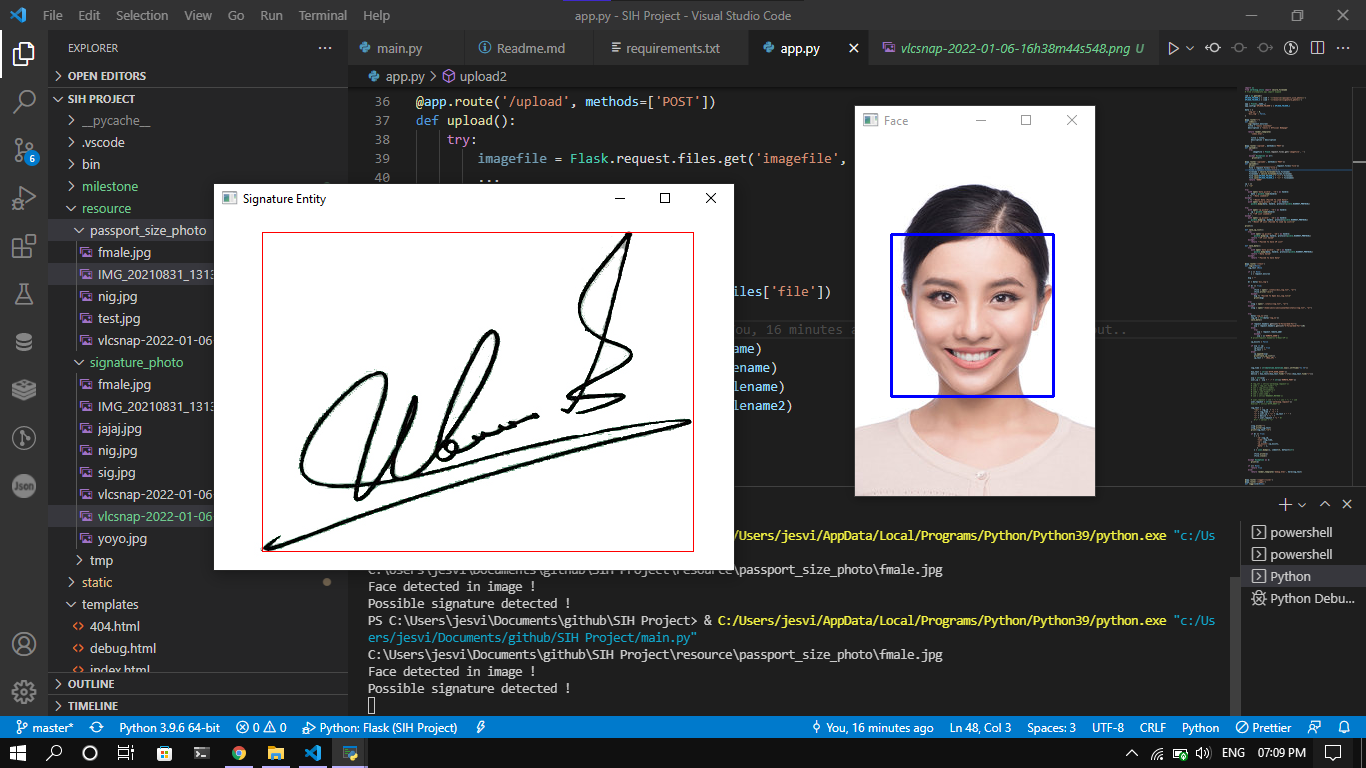 File Edit Selection View Go Run Terminal Help
app.py - SIH Project - Visual Studio Code
EXPLORER
OPEN EDITORS
SIH PROJECT
__pycache__
.vscode
bin
milestone
resource
passport_size_photo
fmale.jpg
IMG_20210831_1313
nig.jpg
test.jpg
vlcsnap-2022-01-06
signature_photo
fmale.jpg
IMG_20210831_1313
jajaj.jpg
nig.jpg
sig.jpg
vlcsnap-2022-01-06
vlcsnap-2022-01-06
yoyo.jpg
tmp
static
templates
404.html
debug.html
index.html
OUTLINE
TIMELINE
main.py
Readme.md
requirements.txt
app.py
vlcsnap-2022-01-06-16h38m44s548.png U
app.py > upload2
36 @app.route('/upload', methods=['POST'])
37 def upload():
38 try:
39 imagefile = Flask.request.files.get('imagefile',
40 ...
iles['file'])
ou, 16 minutes a
out..
ame)
ename)
lename)
lename2)
Signature Entity
Face
/Users/jesvi/AppData/Local/Programs/Python/Python39/python.exe "c:/Us
C:\Users\jesvi\Documents\github\SIH Project\resource\passport_size_photo\fmale.jpg
Face detected in image !
Possible signature detected !
PS C:\Users\jesvi\Documents\github\SIH Project> & C:/Users/jesvi/AppData/Local/Programs/Python/Python39/python.exe "c:/Us
ers/jesvi/Documents/github/SIH Project/main.py"
C:\Users\jesvi\Documents\github\SIH Project\resource\passport_size_photo\fmale.jpg
Face detected in image !
Possible signature detected !
powershell
powershell
Python
Python Debu...
6
Json
master*
Python 3.9.6 64-bit
0 0
Python: Flask (SIH Project)
You, 16 minutes ago
Ln 48, Col 3
Spaces: 3
UTF-8
CRLF
Python
Prettier
ENG
07:09 PM